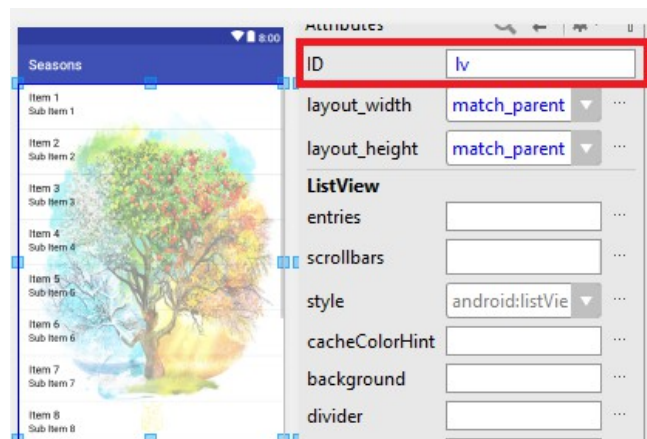 8:00
Seasons
Item 1
Sub Item 1
Item 2
Sub Item 2
Item 3
Sub Item 3
Item 4
Sub Item 4
Item 5
Sub Item 5
Item 6
Sub Item 6
Item 7
Sub Item 7
Item 8
Sub Item 8
Attributes
ID lv
layout_width match_parent ...
layout_height match_parent ...
ListView
entries ...
scrollbars ...
style android:listVie ...
cacheColorHint ...
background ...
divider ...